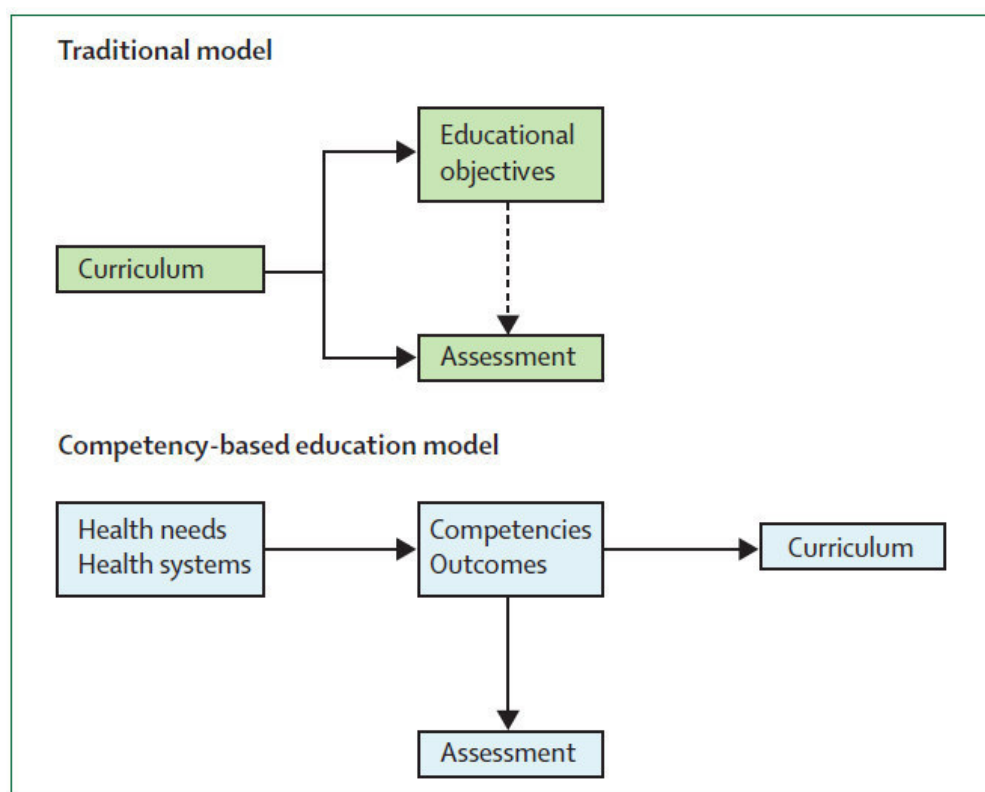 Traditional model
Educational
objectives
Curriculum
Assessment
Competency-based education model
Health needs
Health systems
Competencies
Outcomes
Curriculum
Assessment